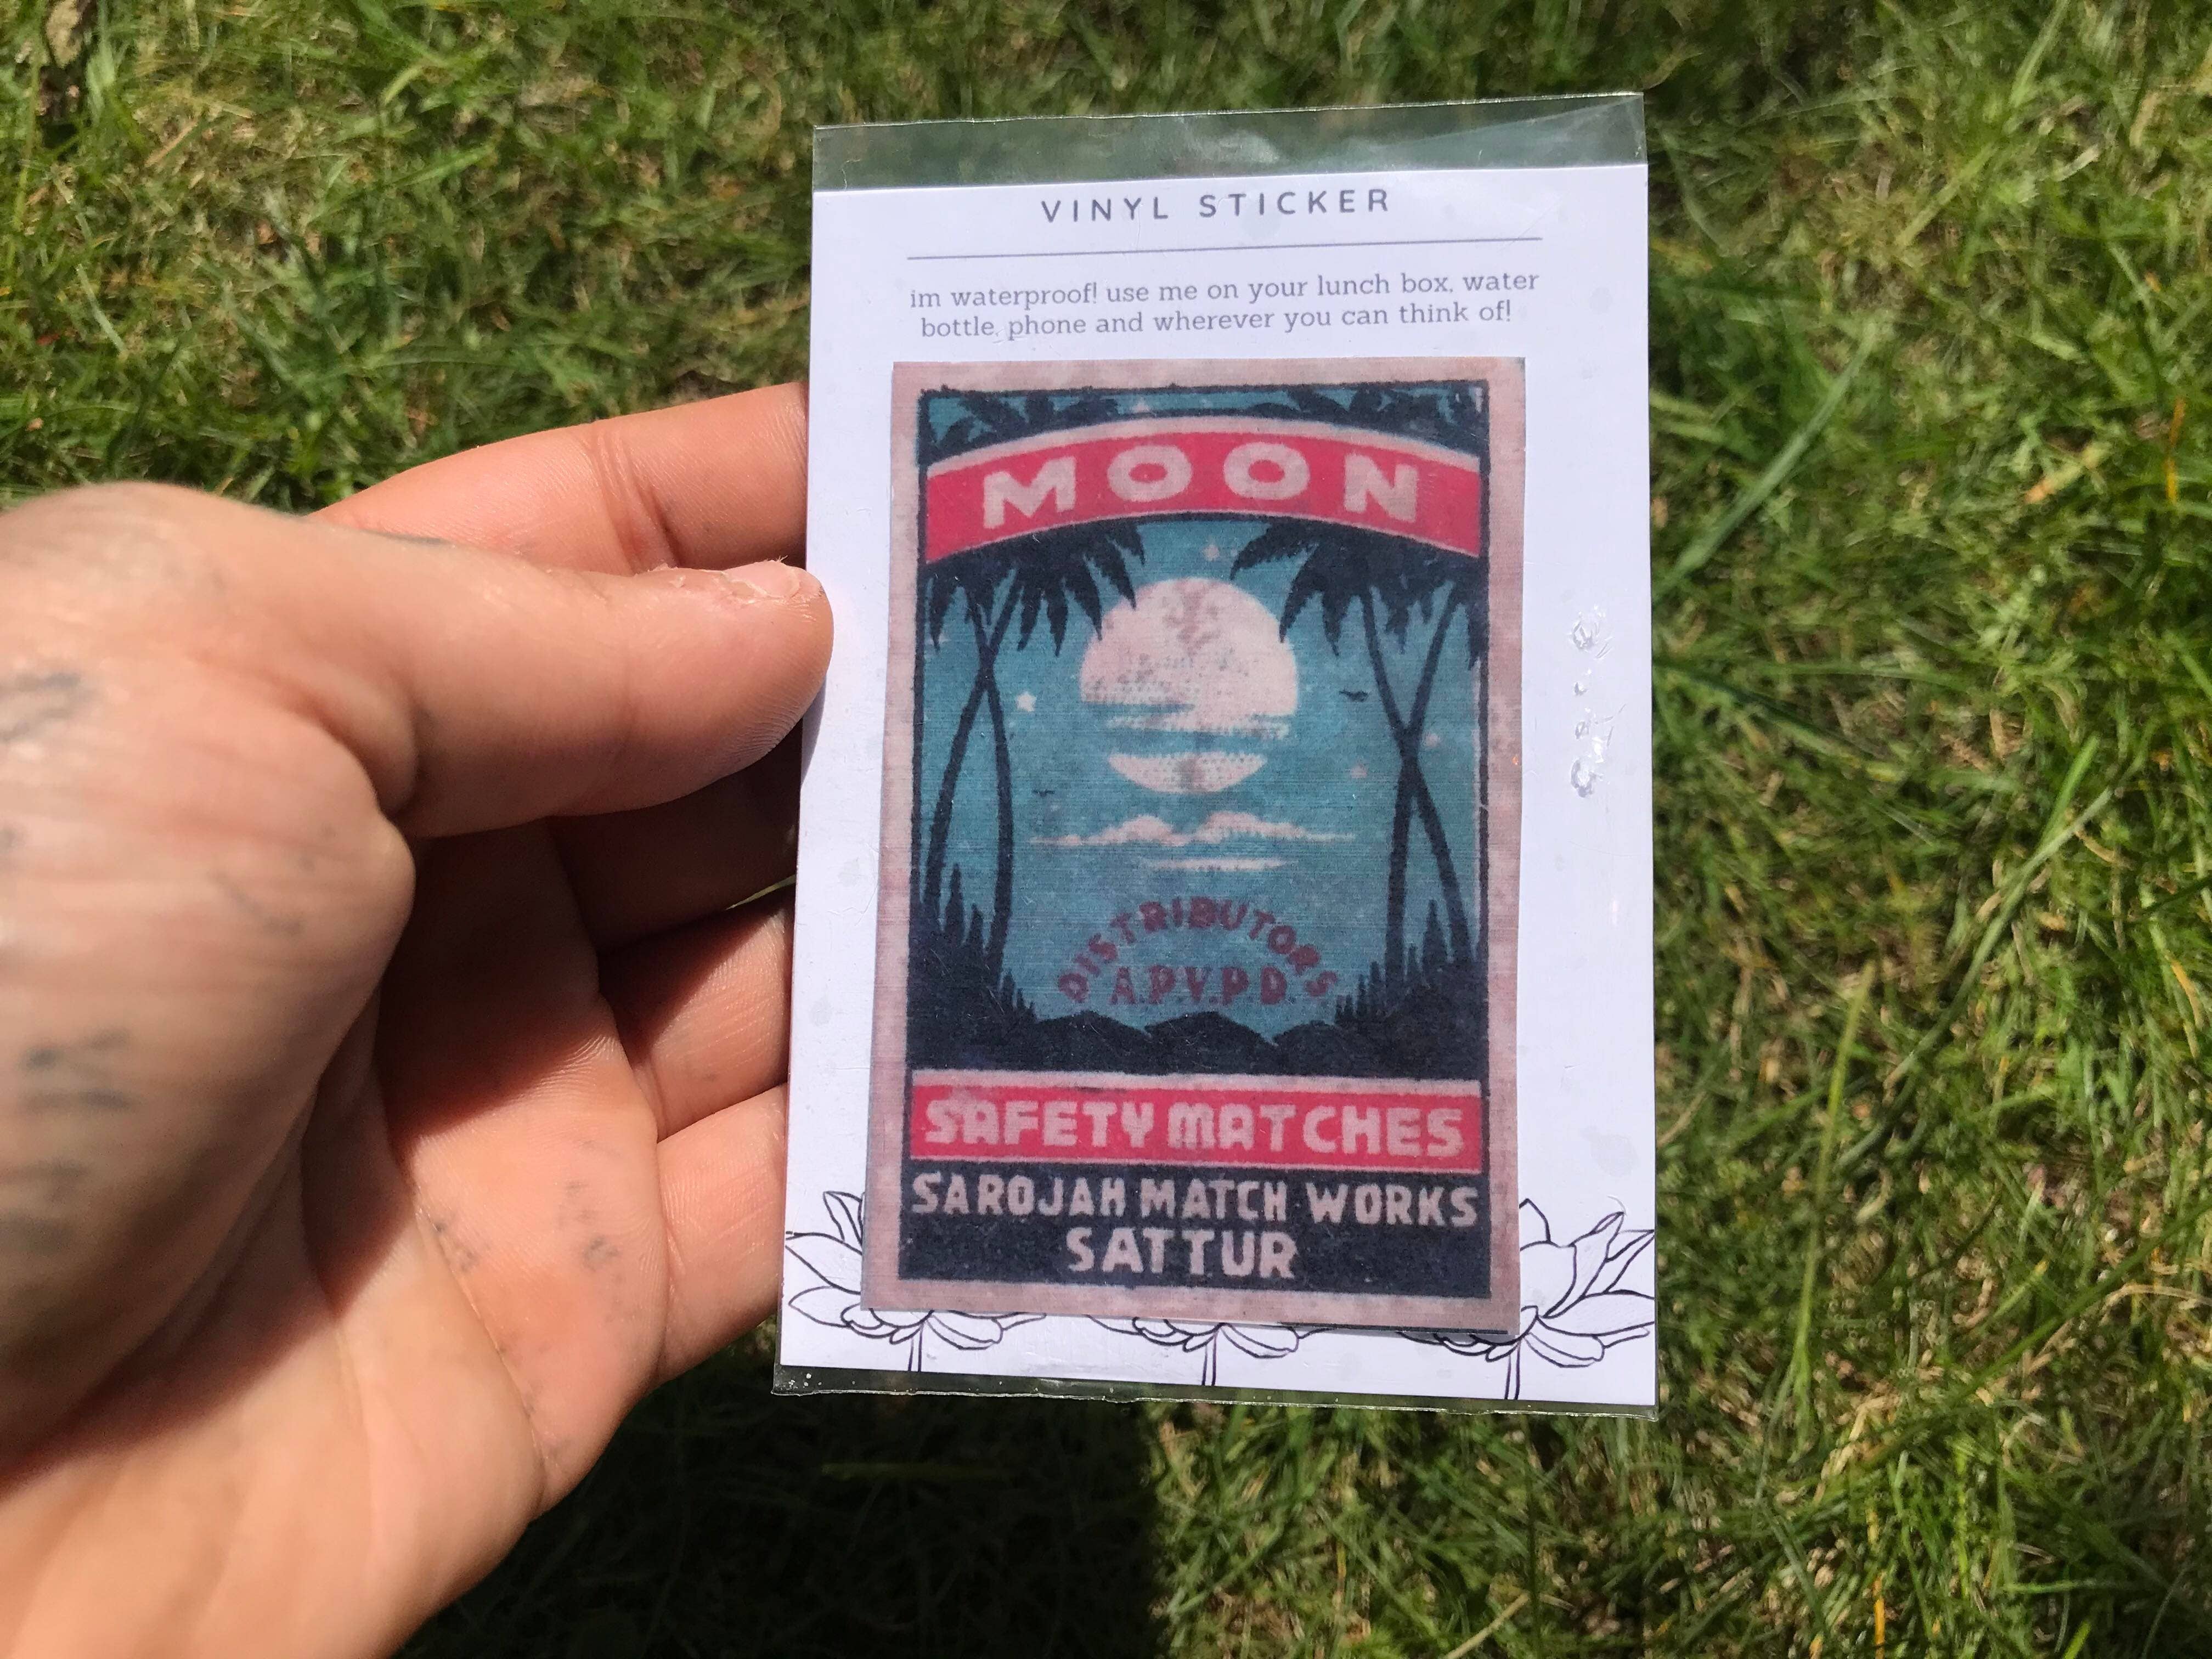 VINYL STICKER
im waterproof! use me on your lunch box, water
bottle, phone and wherever you can think of!
MOON
DISTRIBUTORS
A.P.V.P.D.
SAFETY MATCHES
SAROJAH MATCH WORKS
SATTUR